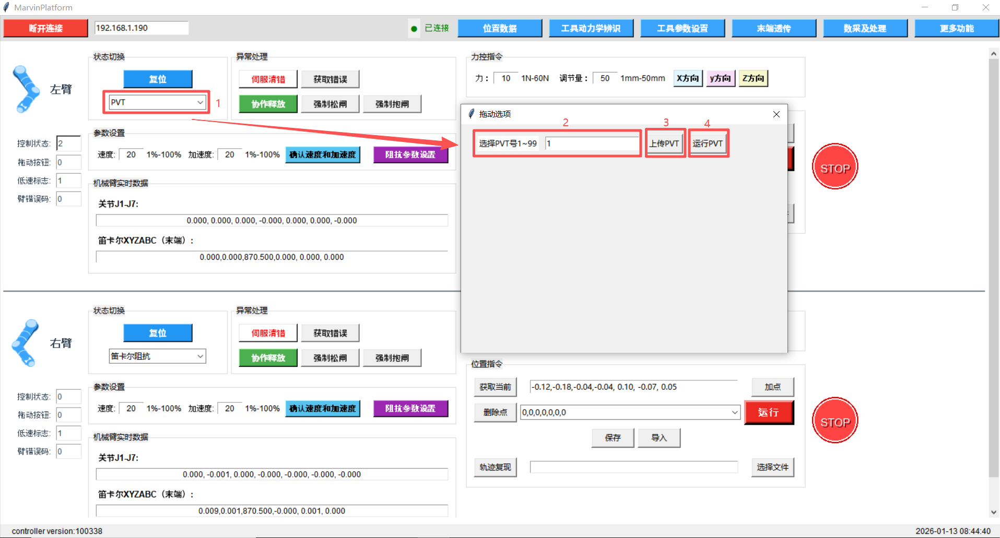 MarvinPlatform
断开连接
192.168.1.190
已连接
位置数据
工具动力学辨识
工具参数设置
末端透传
数采及处理
更多功能
左臂
状态切换
复位
PVT
1
异常处理
伺服清错
获取错误
协作释放
强制松闸
强制抱闸
力控指令
力：
10
1N-60N
调节量：
50
1mm-50mm
X方向
y方向
Z方向
控制状态:
2
拖动按钮:
0
低速标志:
1
臂错误码:
0
参数设置
速度:
20
1%-100%
加速度:
20
1%-100%
确认速度和加速度
阻抗参数设置
机械臂实时数据
关节J1-J7:
0.000, 0.000, 0.000, -0.000, 0.000, 0.000, -0.000
笛卡尔XYZABC（末端）:
0.000,0.000,870.500,0.000, 0.000, 0.000
拖动选项
2
3
4
选择PVT号1~99
1
上传PVT
运行PVT
STOP
右臂
状态切换
复位
笛卡尔阻抗
异常处理
伺服清错
获取错误
协作释放
强制松闸
强制抱闸
控制状态:
0
拖动按钮:
0
低速标志:
1
臂错误码:
0
参数设置
速度:
20
1%-100%
加速度:
20
1%-100%
确认速度和加速度
阻抗参数设置
机械臂实时数据
关节J1-J7:
0.000, -0.001, 0.000, -0.000, -0.000, -0.000, -0.000
笛卡尔XYZABC（末端）:
0.009,0.001,870.500,-0.000, 0.001, 0.000
位置指令
获取当前
-0.12,-0.18,-0.04,-0.04, 0.10, -0.07, 0.05
加点
删除点
0,0,0,0,0,0,0
运行
保存
导入
轨迹复现
选择文件
STOP
controller version:100338
2026-01-13 08:44:40